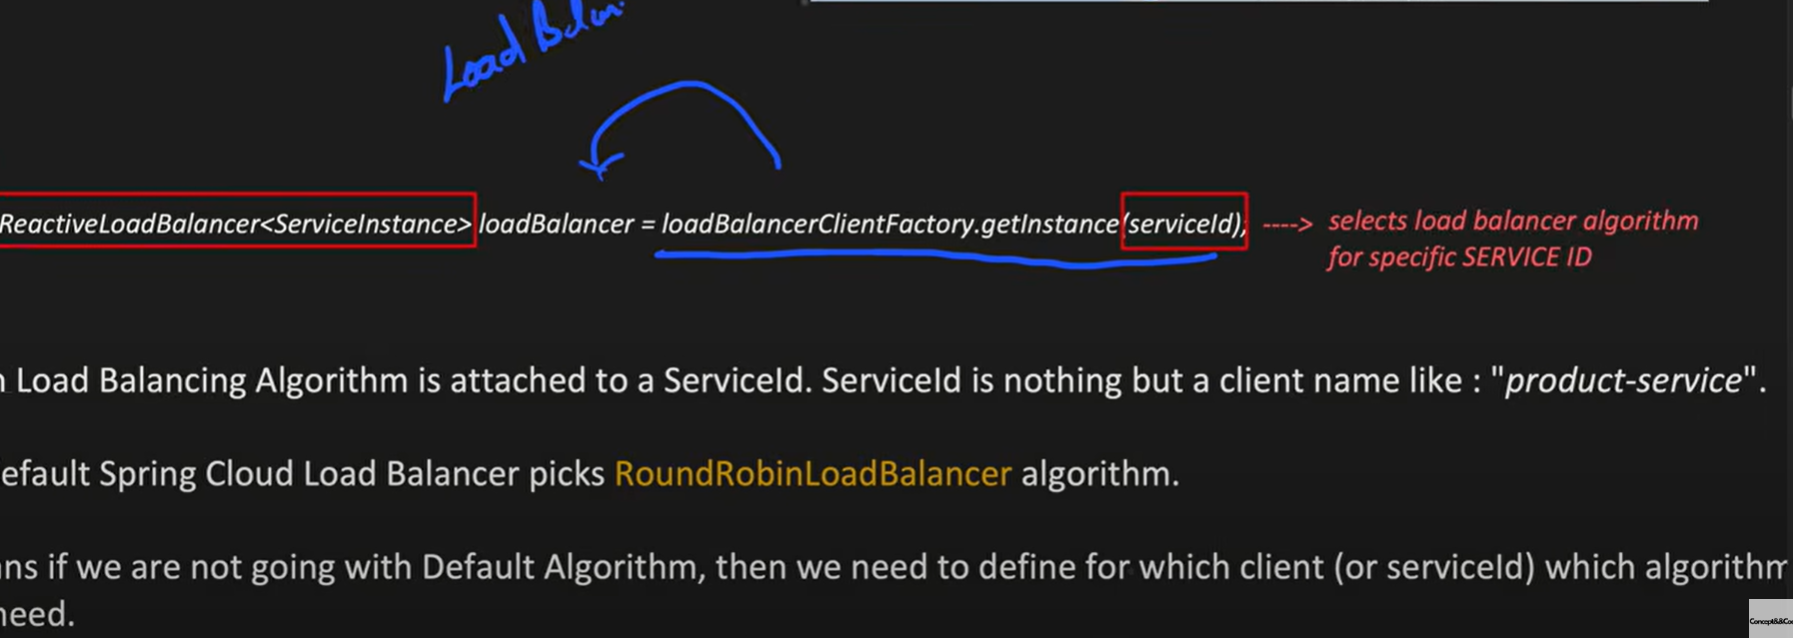 Load Balan
ReactiveLoadBalancer<ServiceInstance> loadBalancer = loadBalancerClientFactory.getInstance(serviceId); ----> selects load balancer algorithm
for specific SERVICE ID
n Load Balancing Algorithm is attached to a ServiceId. ServiceId is nothing but a client name like : "product-service".
efault Spring Cloud Load Balancer picks RoundRobinLoadBalancer algorithm.
ans if we are not going with Default Algorithm, then we need to define for which client (or serviceId) which algorithm
need.
Concept&&Co